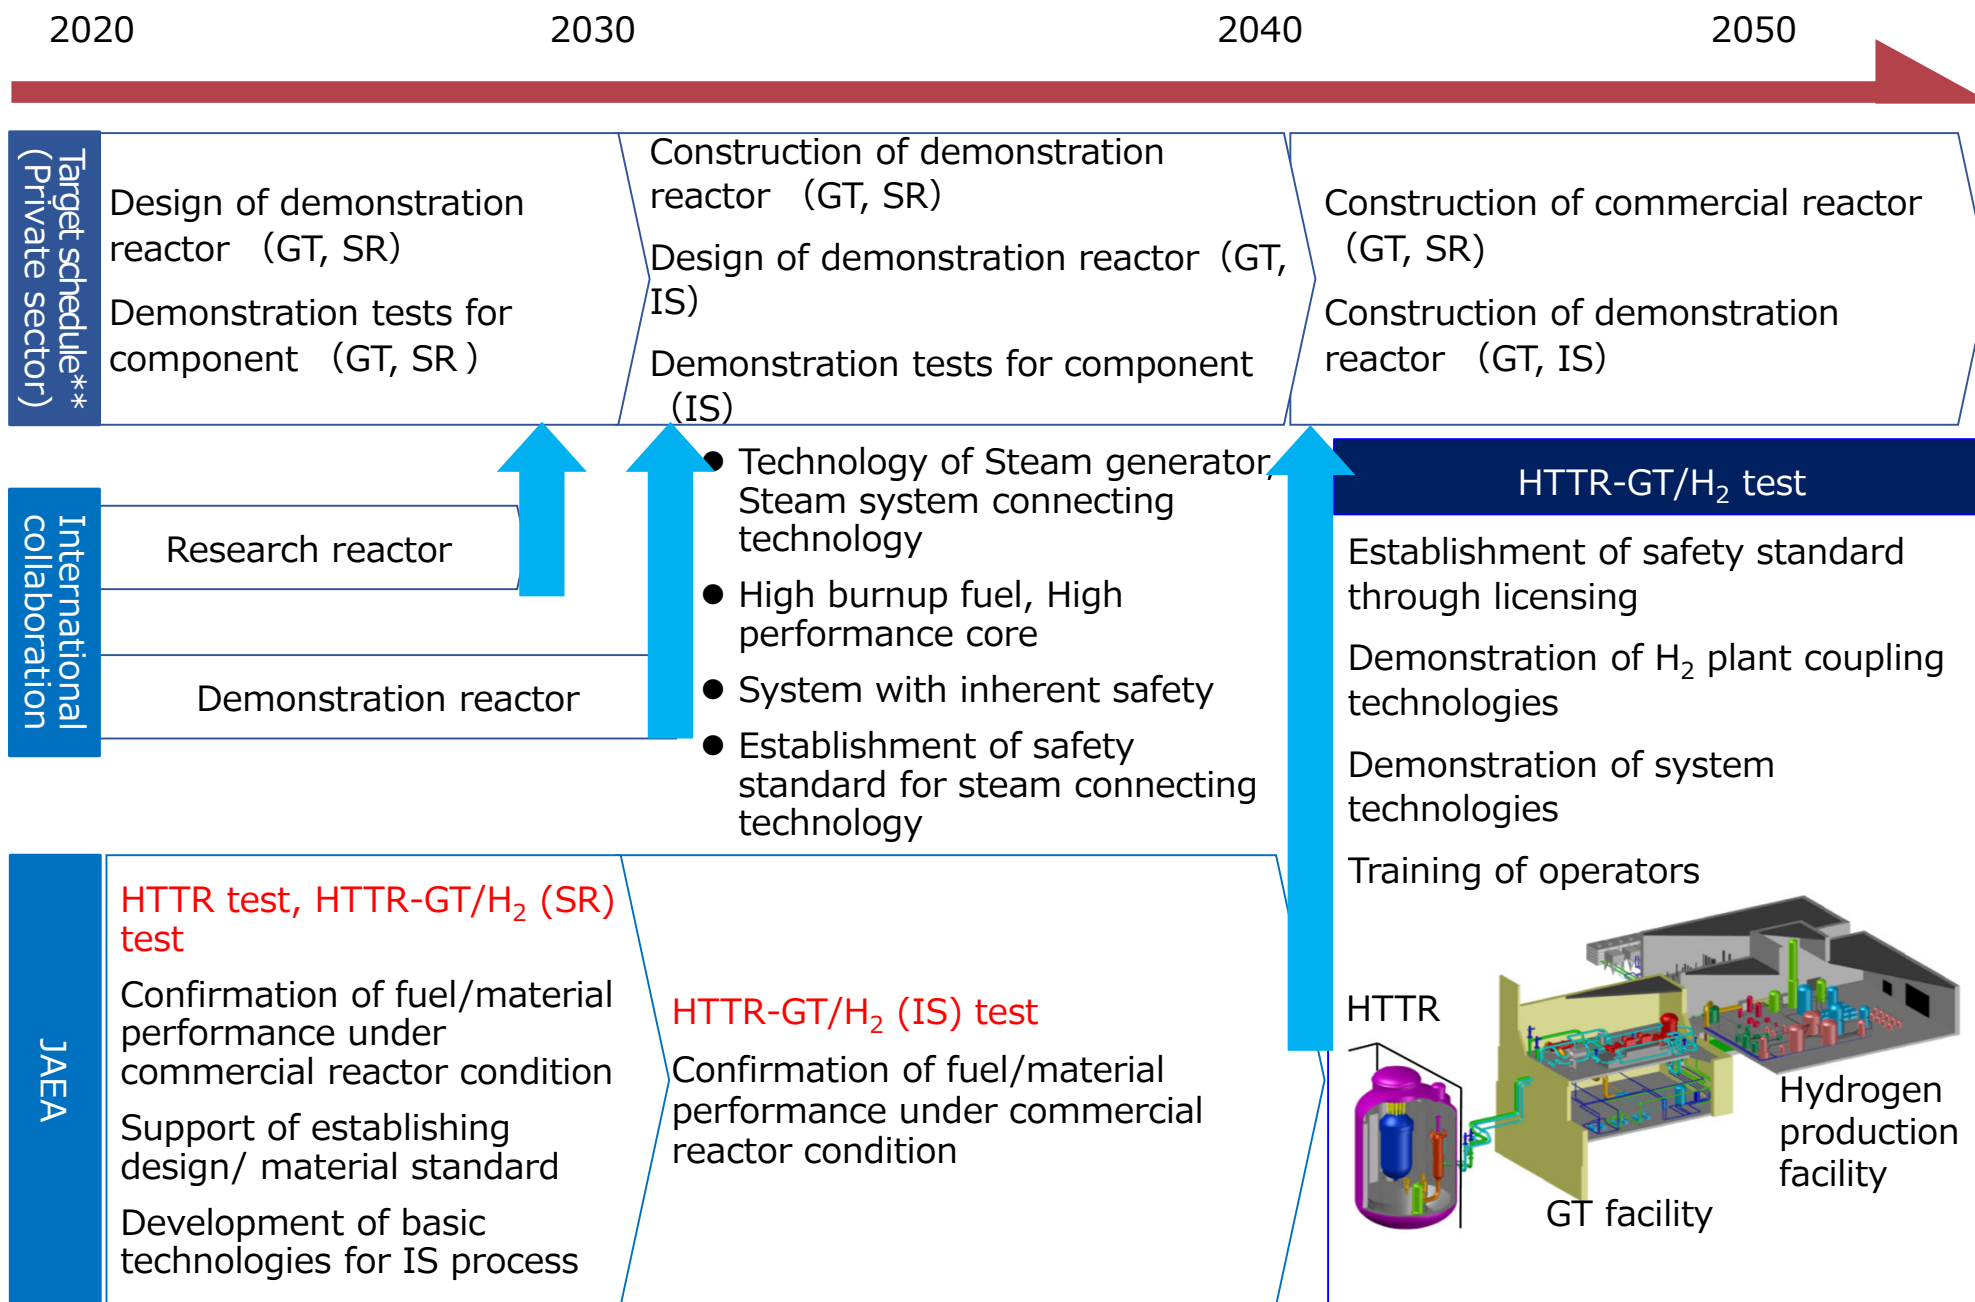 2020
2030
2040
2050
Target schedule**
(Private sector)
Design of demonstration
reactor （GT, SR）
Demonstration tests for
component （GT, SR ）
Construction of demonstration
reactor （GT, SR）
Design of demonstration reactor（GT,
IS）
Demonstration tests for component
（IS）
Construction of commercial reactor
（GT, SR）
Construction of demonstration
reactor （GT, IS）
International
collaboration
Research reactor
Demonstration reactor
● Technology of Steam generator,
Steam system connecting
technology
● High burnup fuel, High
performance core
● System with inherent safety
● Establishment of safety
standard for steam connecting
technology
HTTR-GT/H₂ test
Establishment of safety standard
through licensing
Demonstration of H₂ plant coupling
technologies
Demonstration of system
technologies
Training of operators
HTTR
GT facility
Hydrogen
production
facility
JAEA
HTTR test, HTTR-GT/H₂ (SR)
test
Confirmation of fuel/material
performance under
commercial reactor condition
Support of establishing
design/ material standard
Development of basic
technologies for IS process
HTTR-GT/H₂ (IS) test
Confirmation of fuel/material
performance under commercial
reactor condition